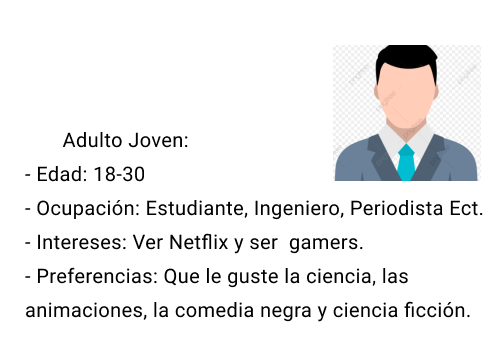 Adulto Joven:
- Edad: 18-30
- Ocupación: Estudiante, Ingeniero, Periodista Ect.
- Intereses: Ver Netflix y ser gamers.
- Preferencias: Que le guste la ciencia, las
animaciones, la comedia negra y ciencia ficción.